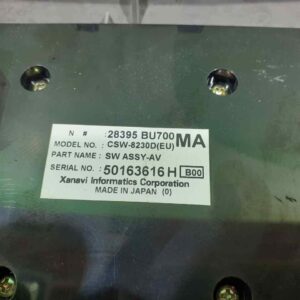 N # :28395 BU700 MA
MODEL NO. : CSW-8230D(EU)
PART NAME : SW ASSY-AV
SERIAL NO. : 50163616 H B00
Xanavi Informatics Corporation
MADE IN JAPAN (0)